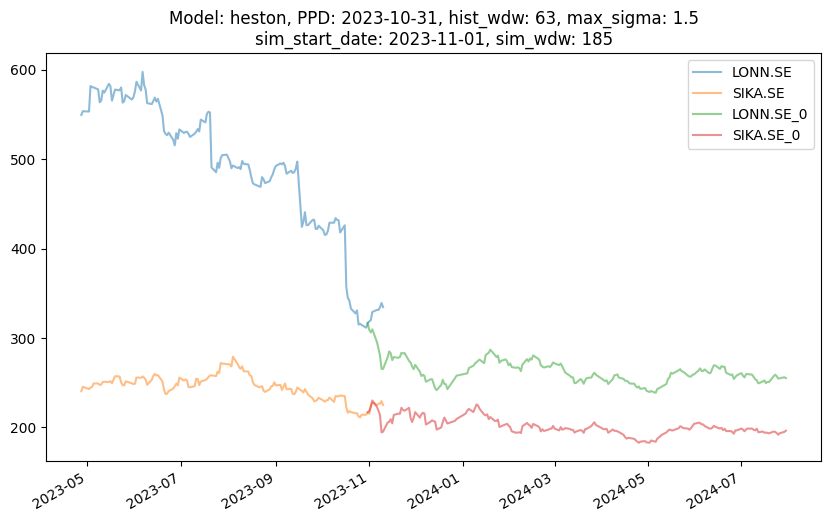 Model: heston, PPD: 2023-10-31, hist_wdw: 63, max_sigma: 1.5
sim_start_date: 2023-11-01, sim_wdw: 185
LONN.SE
SIKA.SE
LONN.SE_0
SIKA.SE_0
600
500
400
300
200
2023-05
2023-07
2023-09
2023-11
2024-01
2024-03
2024-05
2024-07